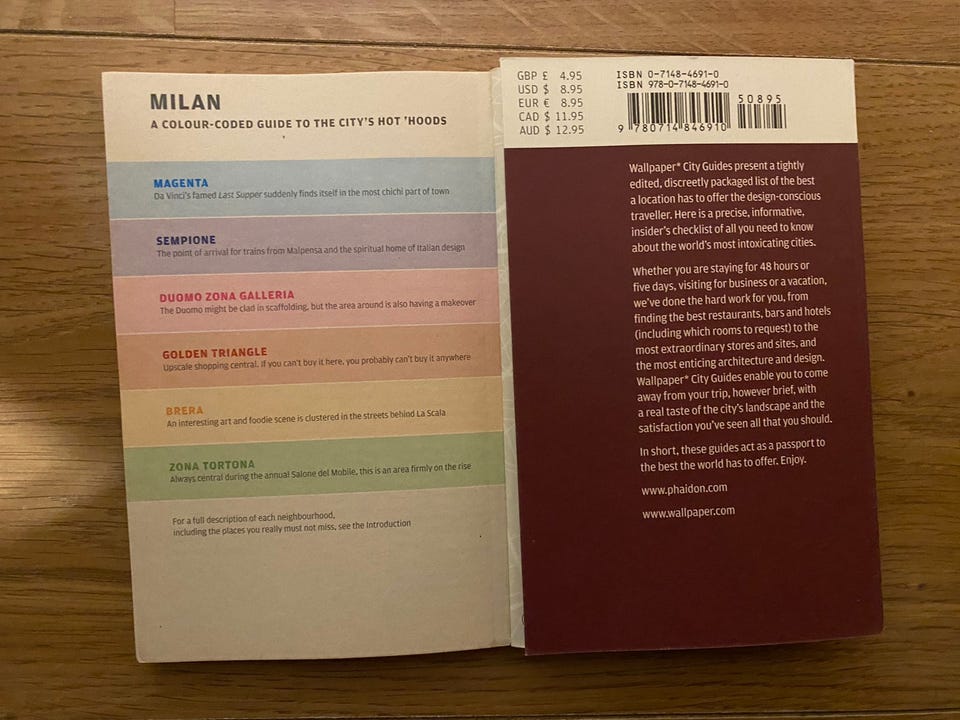 MILAN
A COLOUR-CODED GUIDE TO THE CITY'S HOT 'HOODS
MAGENTA
Da Vinci's famed Last Supper suddenly finds itself in the most chichi part of town
SEMPIONE
The point of arrival for trains from Malpensa and the spiritual home of Italian design
DUOMO ZONA GALLERIA
The Duomo might be clad in scaffolding, but the area around is also having a makeover
GOLDEN TRIANGLE
Upscale shopping central. If you can't buy it here, you probably can't buy it anywhere
BRERA
An interesting art and foodie scene is clustered in the streets behind La Scala
ZONA TORTONA
Always central during the annual Salone del Mobile, this is an area firmly on the rise
For a full description of each neighbourhood,
including the places you really must not miss, see the Introduction
GBP £ 4.95
USD $ 8.95
EUR € 8.95
CAD $ 11.95
AUD $ 12.95
ISBN 0-7148-4691-0
ISBN 978-0-7148-4691-0
50895
9 780714 846910
Wallpaper* City Guides present a tightly
edited, discreetly packaged list of the best
a location has to offer the design-conscious
traveller. Here is a precise, informative,
insider's checklist of all you need to know
about the world's most intoxicating cities.
Whether you are staying for 48 hours or
five days, visiting for business or a vacation,
we've done the hard work for you, from
finding the best restaurants, bars and hotels
(including which rooms to request) to the
most extraordinary stores and sites, and
the most enticing architecture and design.
Wallpaper* City Guides enable you to come
away from your trip, however brief, with
a real taste of the city's landscape and the
satisfaction you've seen all that you should.
In short, these guides act as a passport to
the best the world has to offer. Enjoy.
www.phaidon.com
www.wallpaper.com